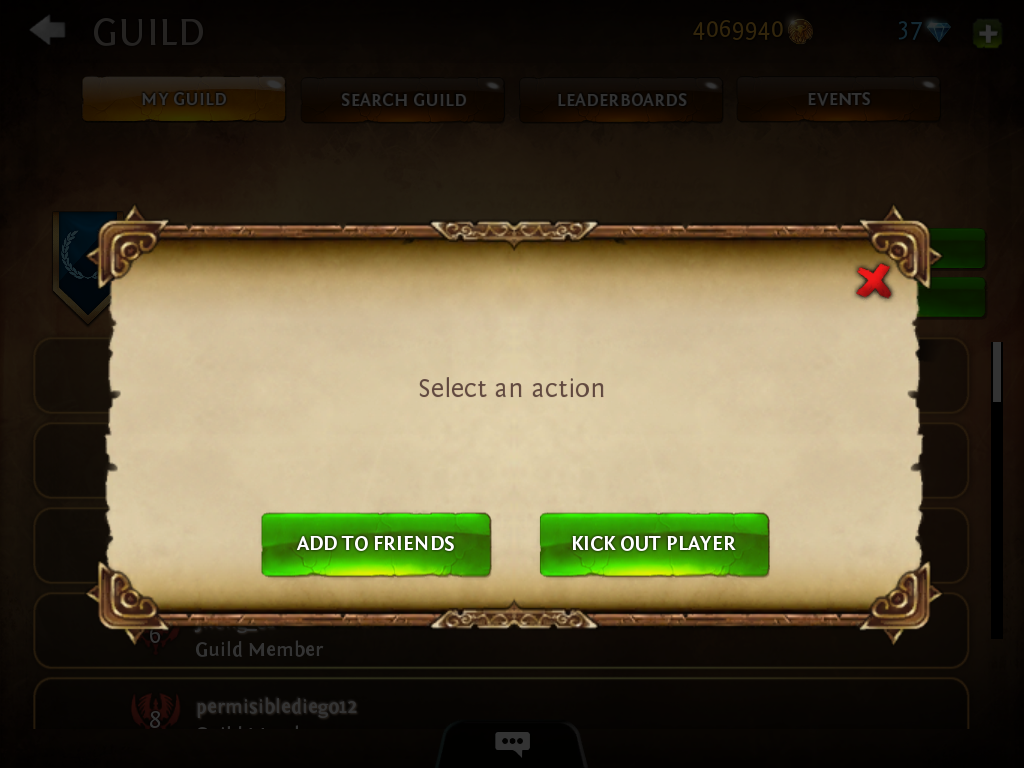 GUILD
4069940
37
MY GUILD
SEARCH GUILD
LEADERBOARDS
EVENTS
Select an action
ADD TO FRIENDS
KICK OUT PLAYER
6
Guild Member
permisiblediego12
8